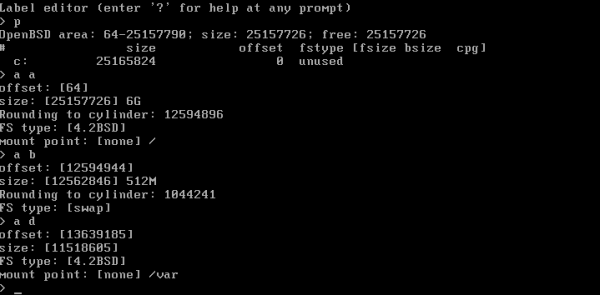 Label editor (enter '?' for help at any prompt)
> p
OpenBSD area: 64-25157790; size: 25157726; free: 25157726
#                size           offset  fstype [fsize bsize  cpg]
  c:         25165824                0  unused
> a a
offset: [64]
size: [25157726] 6G
Rounding to cylinder: 12594896
FS type: [4.2BSD]
mount point: [none] /
> a b
offset: [12594944]
size: [12562846] 512M
Rounding to cylinder: 1044241
FS type: [swap]
> a d
offset: [13639185]
size: [11518605]
FS type: [4.2BSD]
mount point: [none] /var
> _